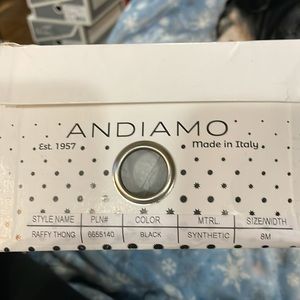 ANDIAMO
Est. 1957 Made in Italy
STYLE NAME PLN# COLOR MTRL. SIZE/WIDTH
RAFFY THONG 6655140 BLACK SYNTHETIC 8M